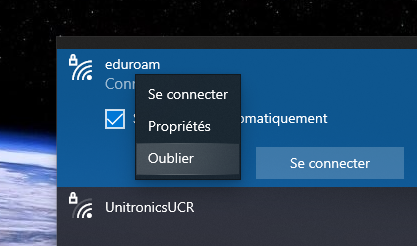 eduroam
Conn
Se connecter
S
omatiquement
Propriétés
Oublier
Se connecter
UnitronicsUCR